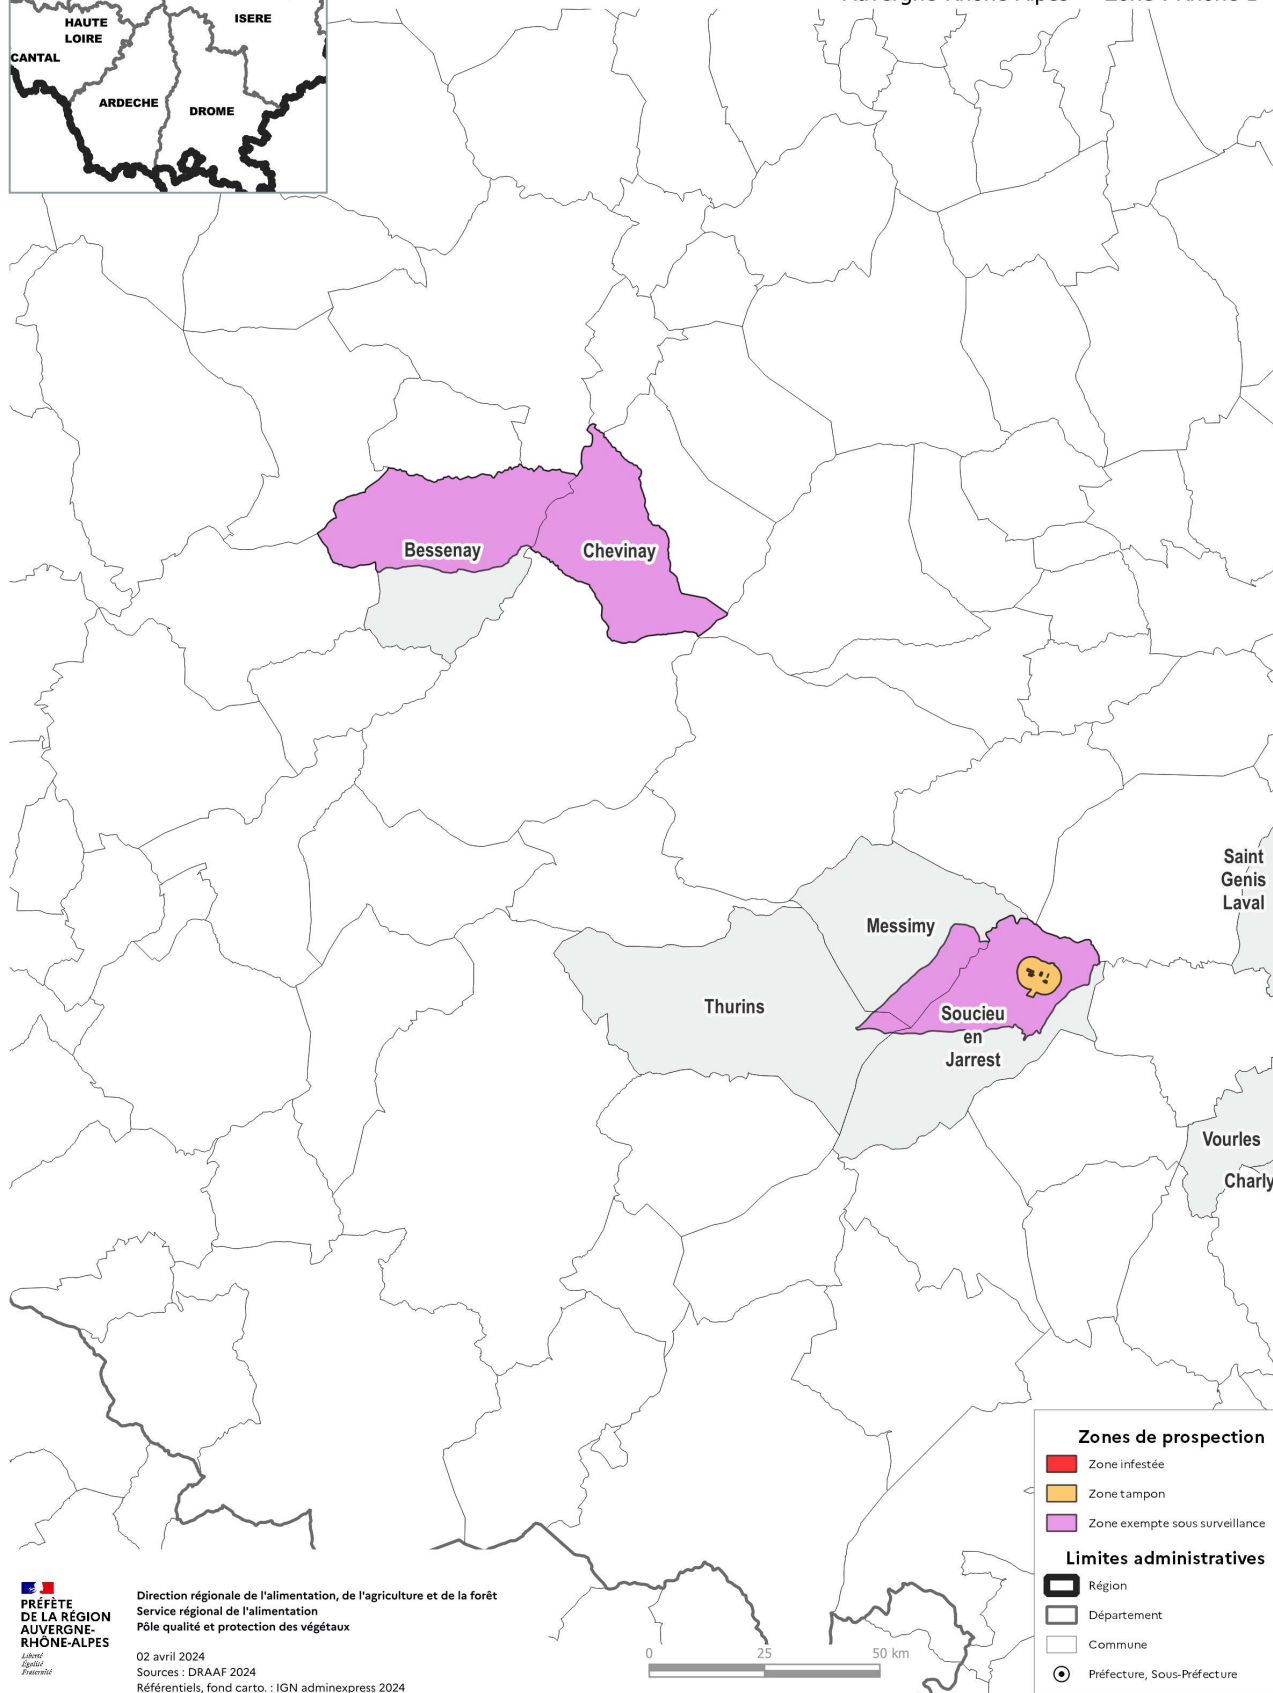 HAUTE
LOIRE
ISERE
CANTAL
ARDECHE
DROME
Bessenay
Chevinay
Saint
Genis
Laval
Messimy
Thurins
Soucieu
en
Jarrest
Vourles
Charly
Zones de prospection
Zone infestée
Zone tampon
Zone exempte sous surveillance
Limites administratives
Région
Département
Commune
Préfecture, Sous-Préfecture
PRÉFÈTE
DE LA RÉGION
AUVERGNE-
RHÔNE-ALPES
Liberté
Égalité
Fraternité
Direction régionale de l'alimentation, de l'agriculture et de la forêt
Service régional de l'alimentation
Pôle qualité et protection des végétaux
02 avril 2024
Sources : DRAAF 2024
Référentiels, fond carto. : IGN adminexpress 2024
0 25 50 km